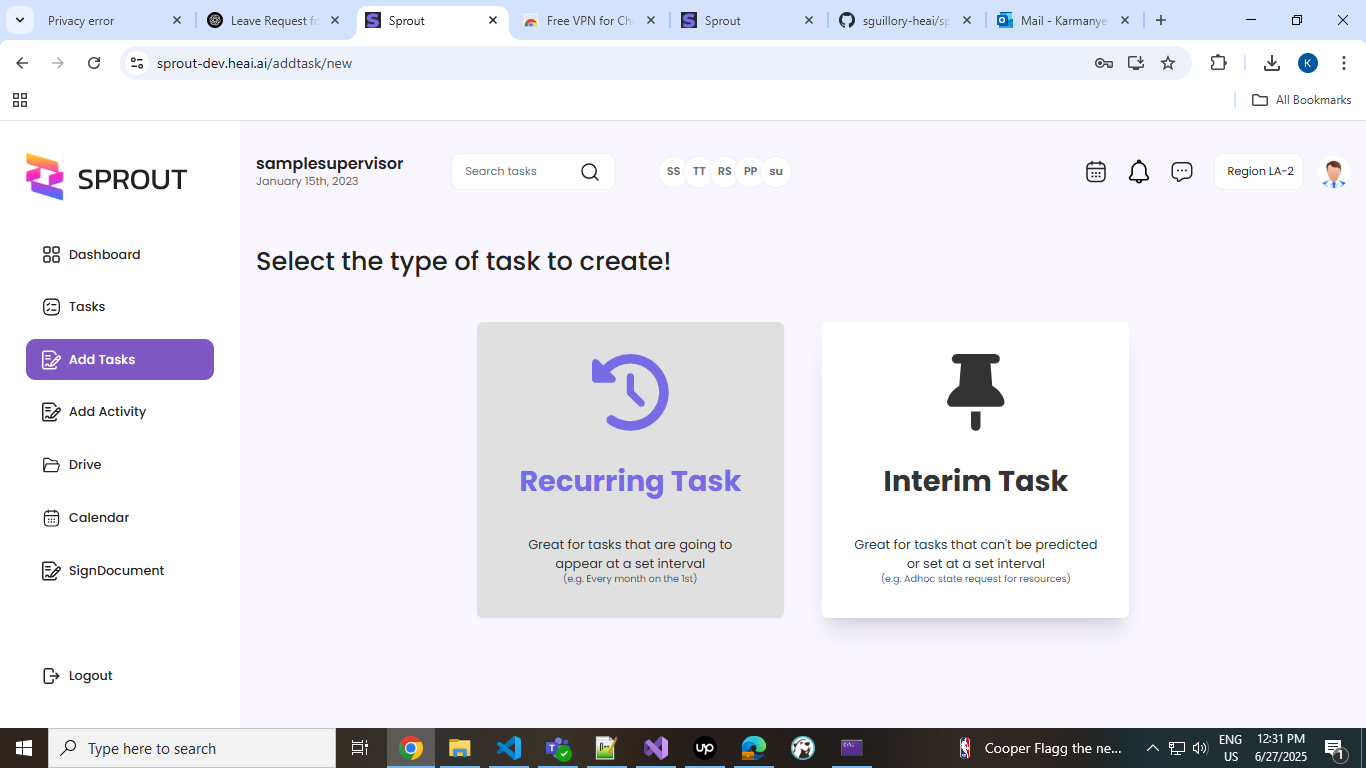 Privacy error
Leave Request fo
Sprout
Free VPN for Ch
Sprout
sguillory-heai/sp
Mail - Karmanye
sprout-dev.heai.ai/addtask/new
K
All Bookmarks
SPROUT
samplesupervisor
January 15th, 2023
Search tasks
SS
TT
RS
PP
su
Region LA-2
Dashboard
Tasks
Add Tasks
Add Activity
Drive
Calendar
SignDocument
Logout
Select the type of task to create!
Recurring Task
Great for tasks that are going to
appear at a set interval
(e.g. Every month on the 1st)
Interim Task
Great for tasks that can't be predicted
or set at a set interval
(e.g. Adhoc state request for resources)
Type here to search
up
Cooper Flagg the ne...
ENG
US
12:31 PM
6/27/2025
1